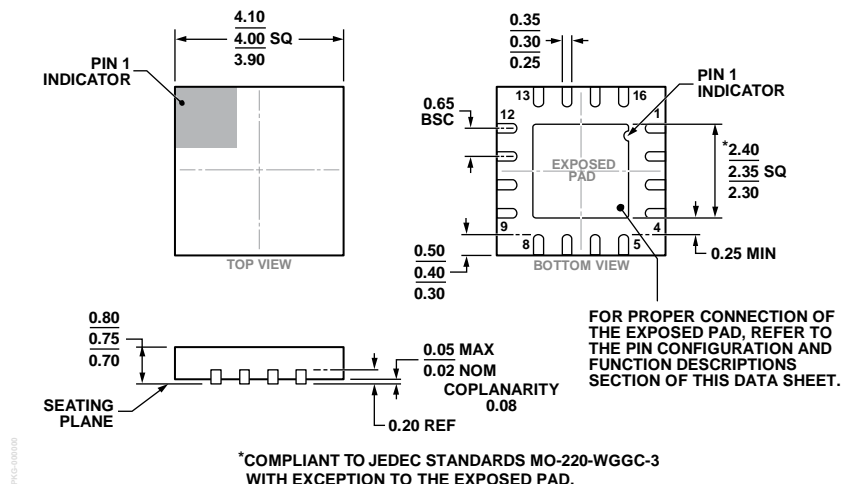 4.10
4.00 SQ
3.90
PIN 1
INDICATOR
TOP VIEW
0.35
0.30
0.25
PIN 1
INDICATOR
0.65
BSC
13
16
12
1
EXPOSED
PAD
*2.40
2.35 SQ
2.30
9
4
8
5
BOTTOM VIEW
0.25 MIN
0.50
0.40
0.30
FOR PROPER CONNECTION OF
THE EXPOSED PAD, REFER TO
THE PIN CONFIGURATION AND
FUNCTION DESCRIPTIONS
SECTION OF THIS DATA SHEET.
0.80
0.75
0.70
SEATING
PLANE
0.05 MAX
0.02 NOM
COPLANARITY
0.08
0.20 REF
PKG-000000
*COMPLIANT TO JEDEC STANDARDS MO-220-WGGC-3
WITH EXCEPTION TO THE EXPOSED PAD.